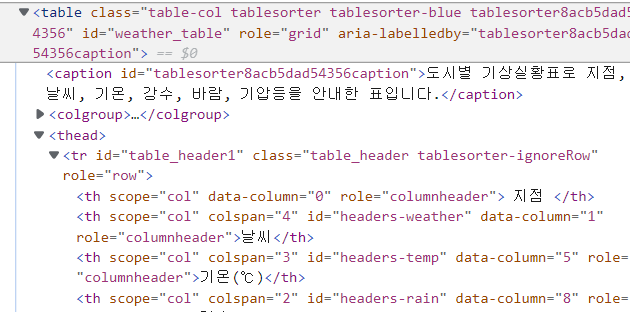 ▼<table class="table-col tablesorter tablesorter-blue tablesorter8acb5dad5
4356" id="weather_table" role="grid" aria-labelledby="tablesorter8acb5dad
54356caption"> == $0
<caption id="tablesorter8acb5dad54356caption">도시별 기상실황표로 지점,
날씨, 기온, 강수, 바람, 기압등을 안내한 표입니다.</caption>
▶<colgroup>…</colgroup>
▼<thead>
▼<tr id="table_header1" class="table_header tablesorter-ignoreRow"
role="row">
<th scope="col" data-column="0" role="columnheader"> 지점 </th>
<th scope="col" colspan="4" id="headers-weather" data-column="1"
role="columnheader">날씨</th>
<th scope="col" colspan="3" id="headers-temp" data-column="5" role=
"columnheader">기온(℃)</th>
<th scope="col" colspan="2" id="headers-rain" data-column="8" role=